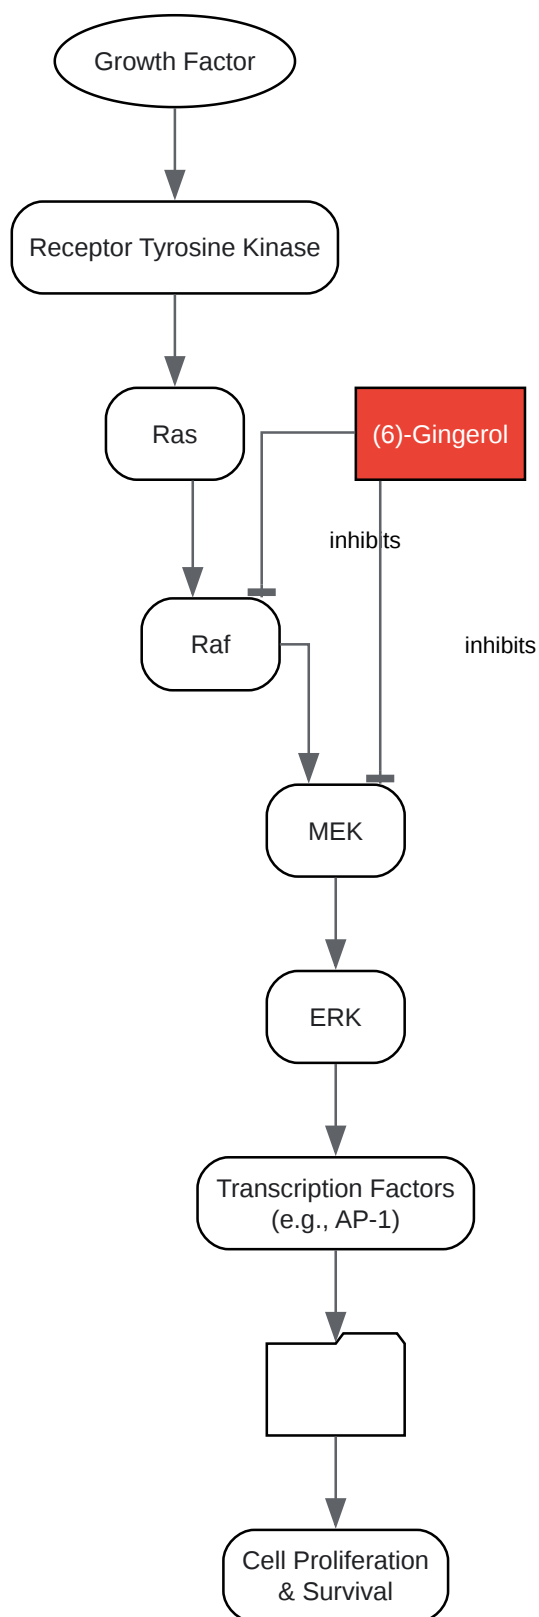 Growth Factor
Receptor Tyrosine Kinase
Ras
(6)-Gingerol
inhibits
Raf
inhibits
MEK
ERK
Transcription Factors
(e.g., AP-1)
Cell Proliferation
& Survival